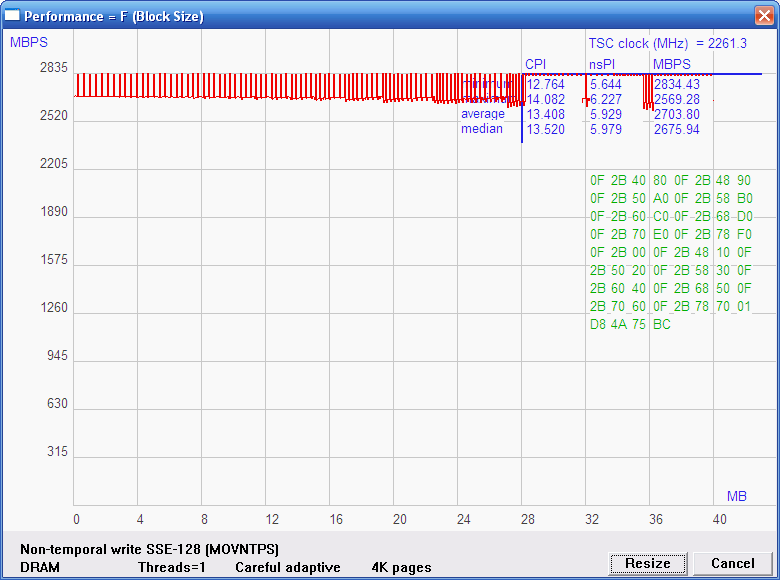 Performance = F (Block Size)
MBPS
TSC clock (MHz) = 2261.3
CPI nsPI MBPS
2835
minimum 12.764 5.644 2834.43
14.082 6.227 2569.28
average 13.408 5.929 2703.80
median 13.520 5.979 2675.94
2520
2205
0F 2B 40 80 0F 2B 48 90
0F 2B 50 A0 0F 2B 58 B0
0F 2B 60 C0 0F 2B 68 D0
0F 2B 70 E0 0F 2B 78 F0
0F 2B 00 0F 2B 48 10 0F
2B 50 20 0F 2B 58 30 0F
2B 60 40 0F 2B 68 50 0F
2B 70 60 0F 2B 78 70 01
D8 4A 75 BC
1890
1575
1260
945
630
315
MB
0 4 8 12 16 20 24 28 32 36 40
Non-temporal write SSE-128 (MOVNTPS)
DRAM Threads=1 Careful adaptive 4K pages
Resize Cancel